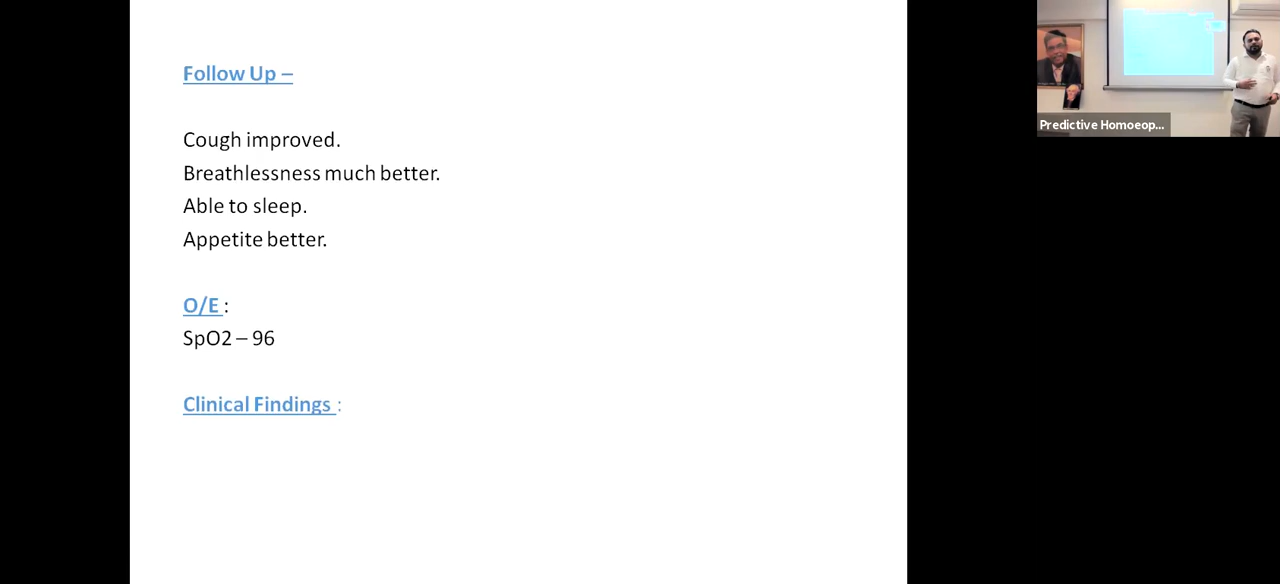 Follow Up –
Cough improved.
Breathlessness much better.
Able to sleep.
Appetite better.
O/E :
SpO2 – 96
Clinical Findings :
Predictive Homoeop...